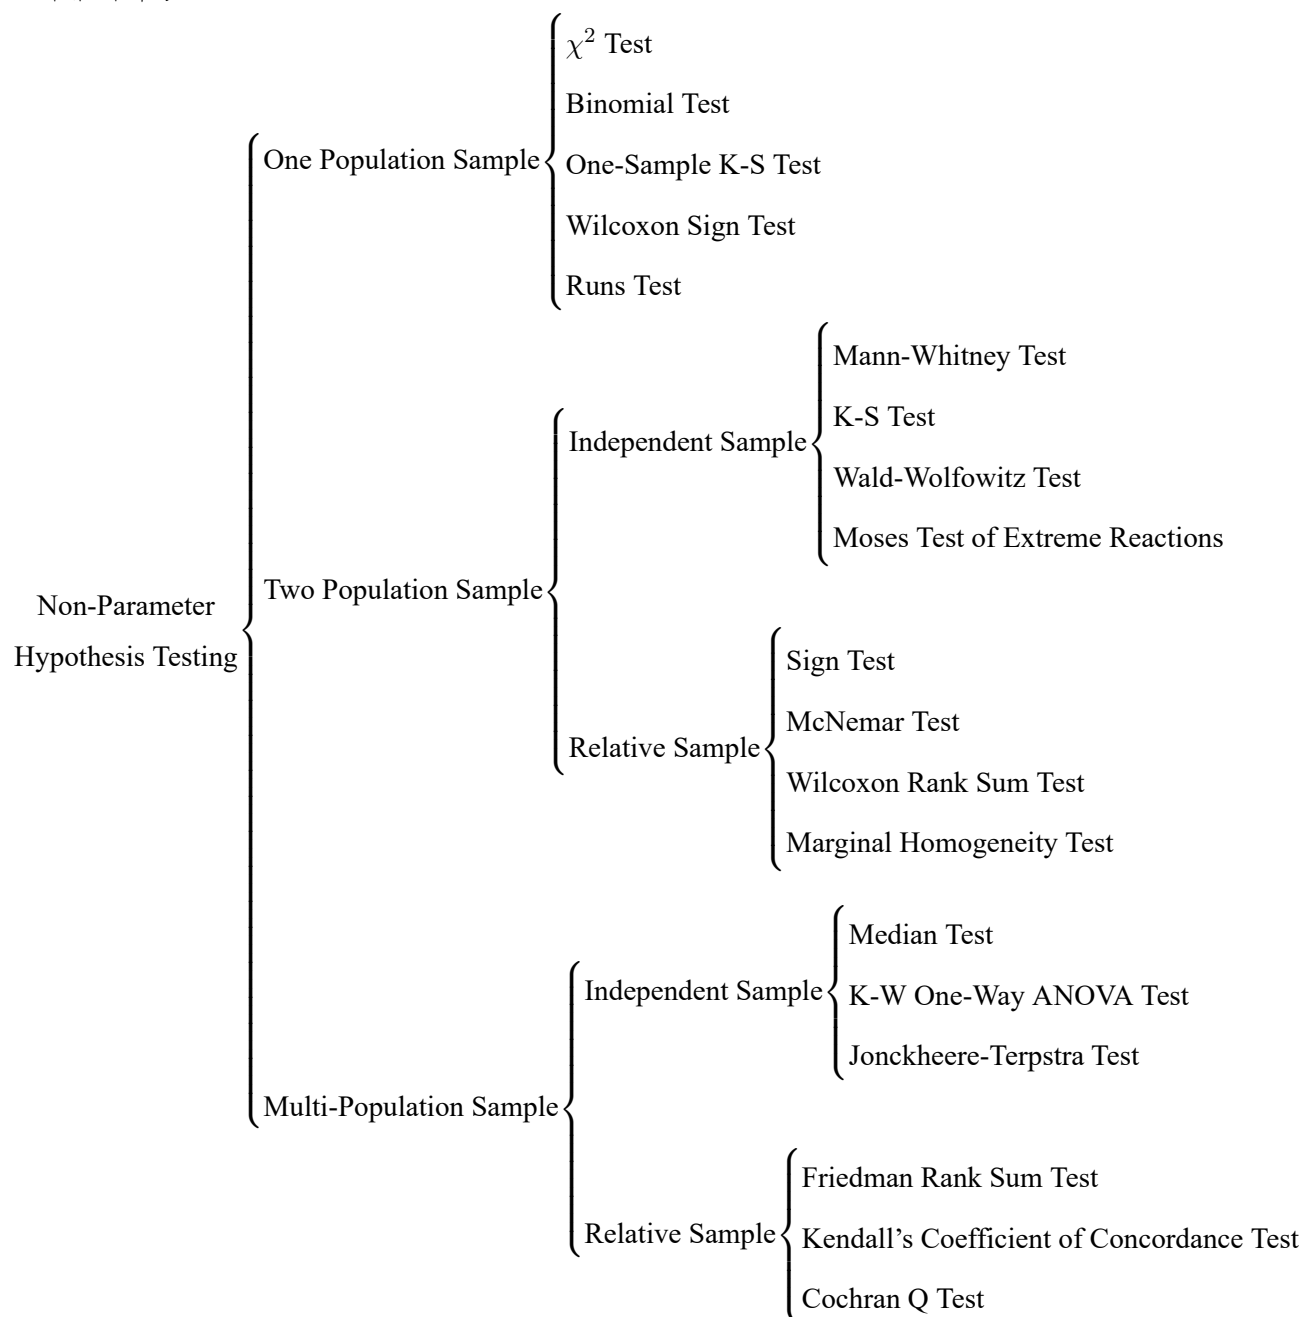 χ² Test
Binomial Test
One Population Sample
One-Sample K-S Test
Wilcoxon Sign Test
Runs Test
Mann-Whitney Test
K-S Test
Independent Sample
Wald-Wolfowitz Test
Moses Test of Extreme Reactions
Two Population Sample
Non-Parameter
Hypothesis Testing
Sign Test
McNemar Test
Relative Sample
Wilcoxon Rank Sum Test
Marginal Homogeneity Test
Median Test
Independent Sample
K-W One-Way ANOVA Test
Jonckheere-Terpstra Test
Multi-Population Sample
Friedman Rank Sum Test
Relative Sample
Kendall's Coefficient of Concordance Test
Cochran Q Test